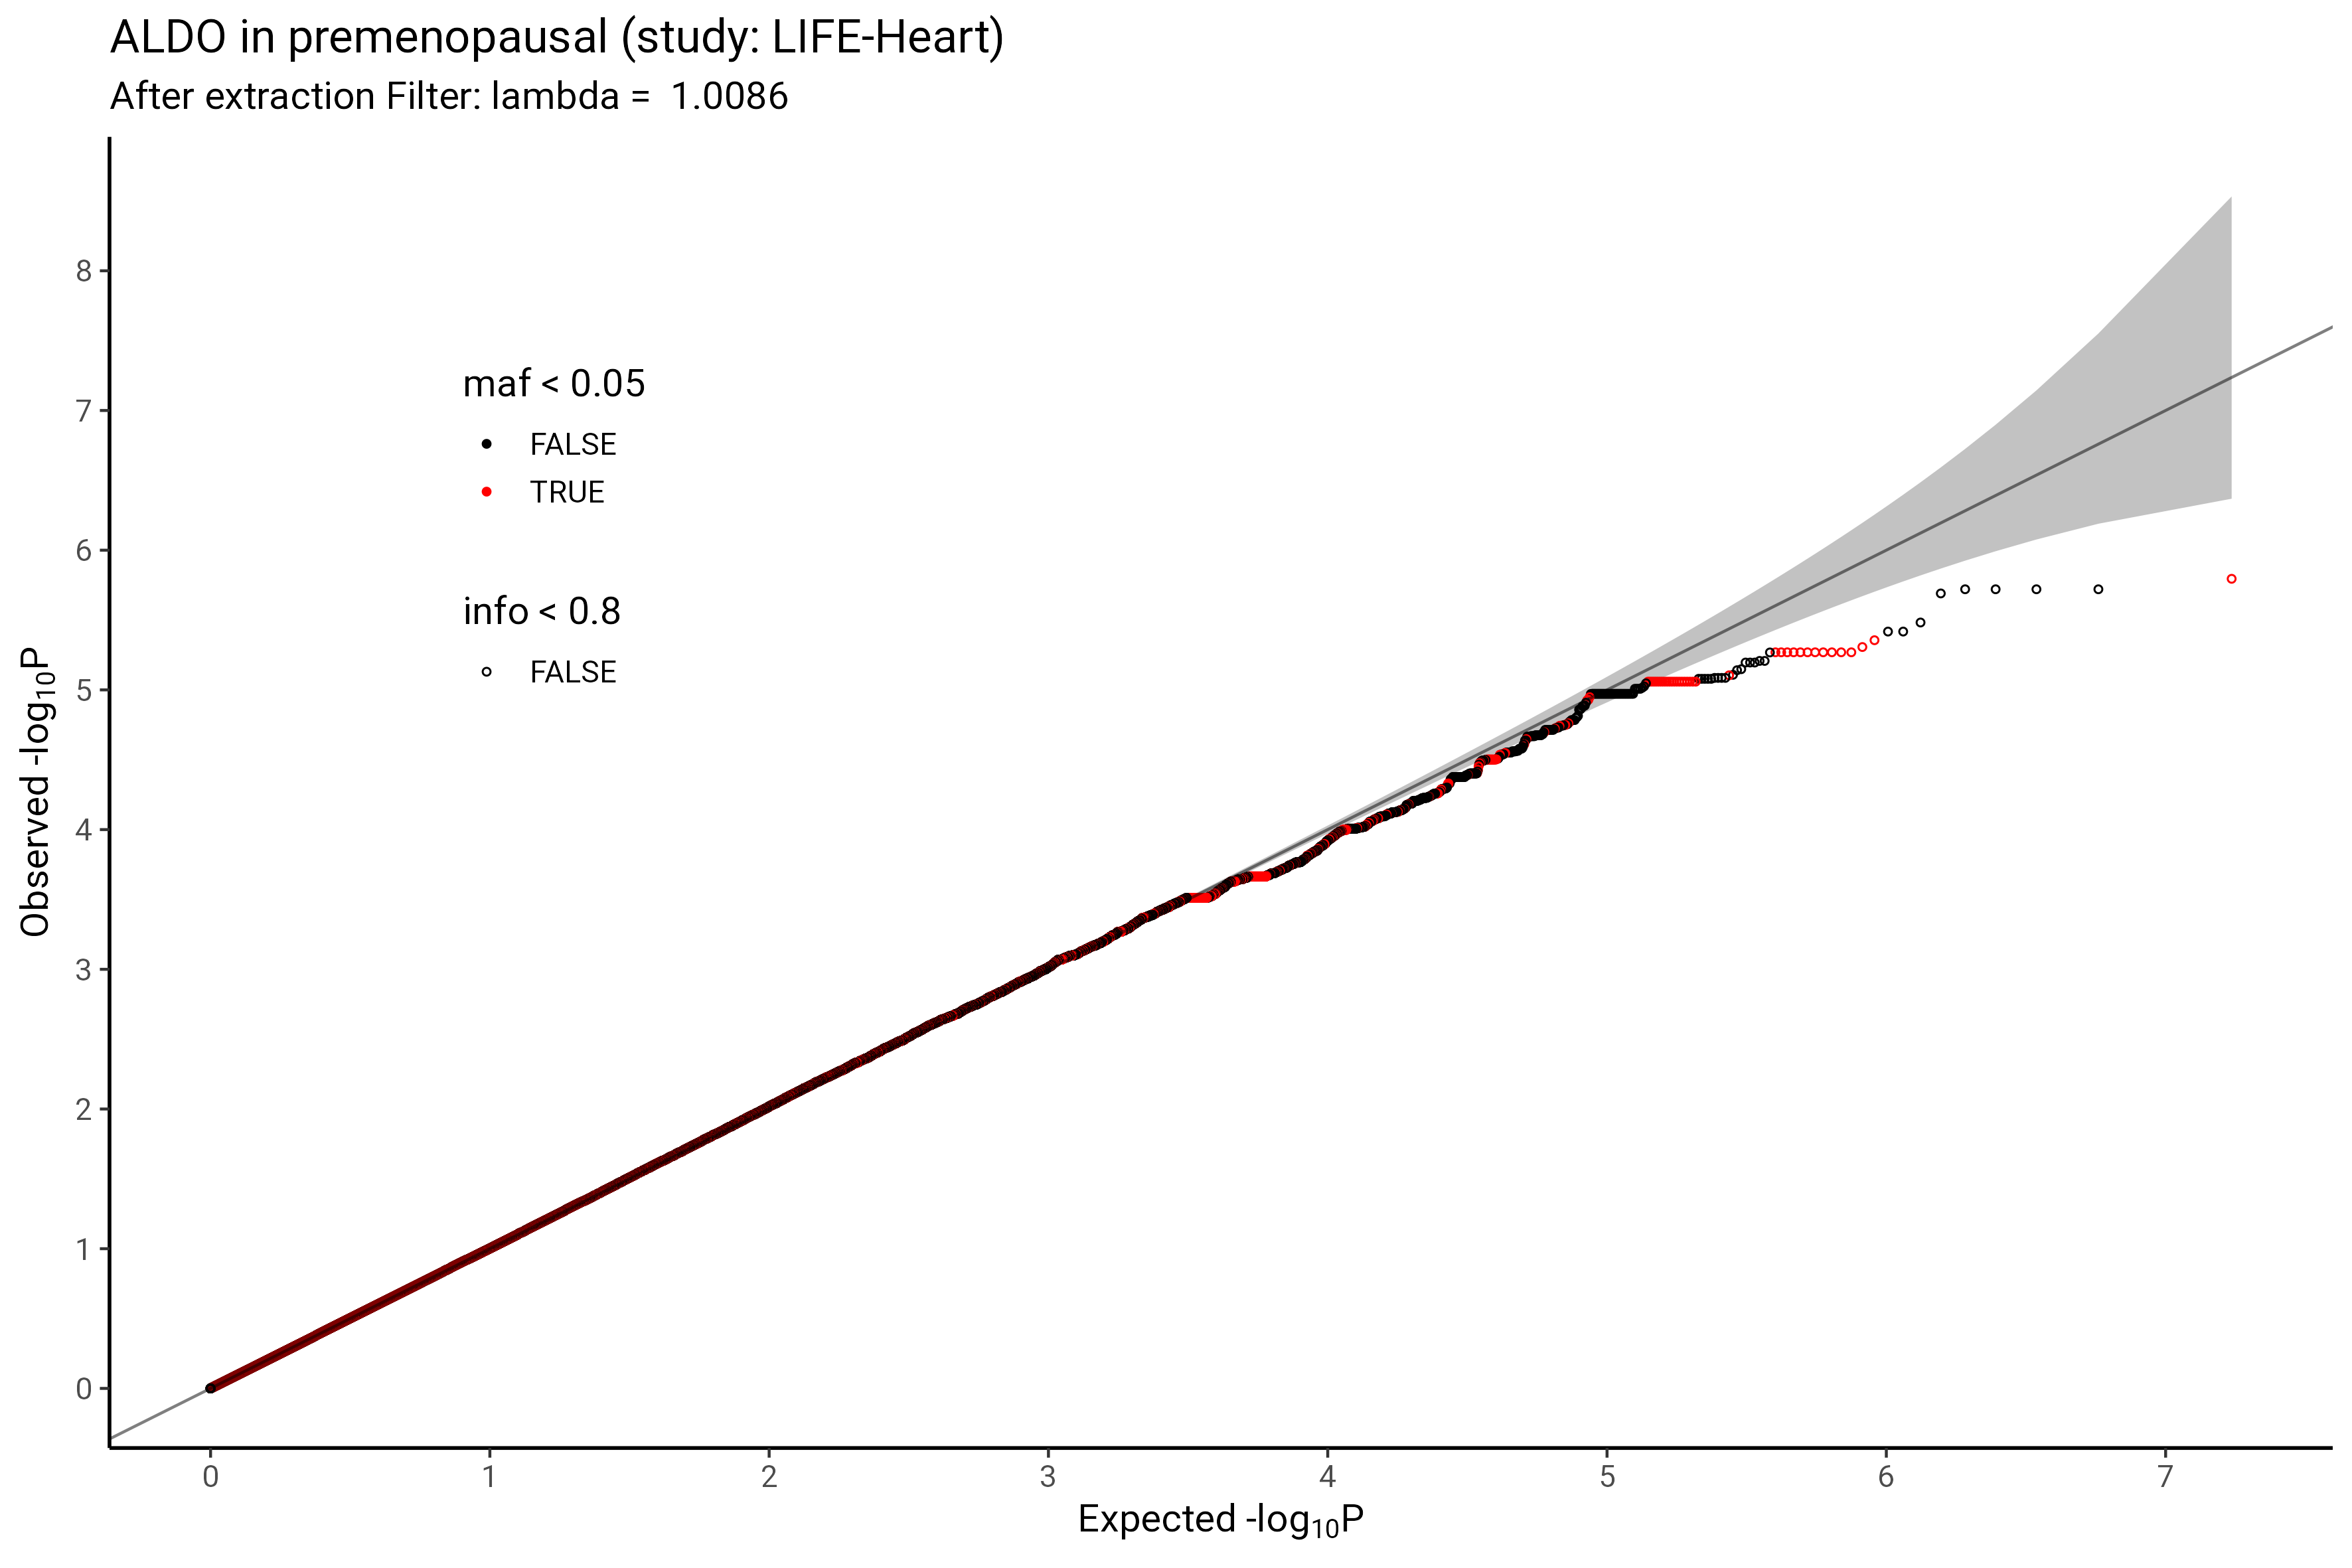 ALDO in premenopausal (study: LIFE-Heart)
After extraction Filter: lambda =  1.0086
8
7
6
5
4
3
2
1
0
Observed -log10P
maf < 0.05
FALSE
TRUE
info < 0.8
FALSE
0 1 2 3 4 5 6 7
Expected -log10P